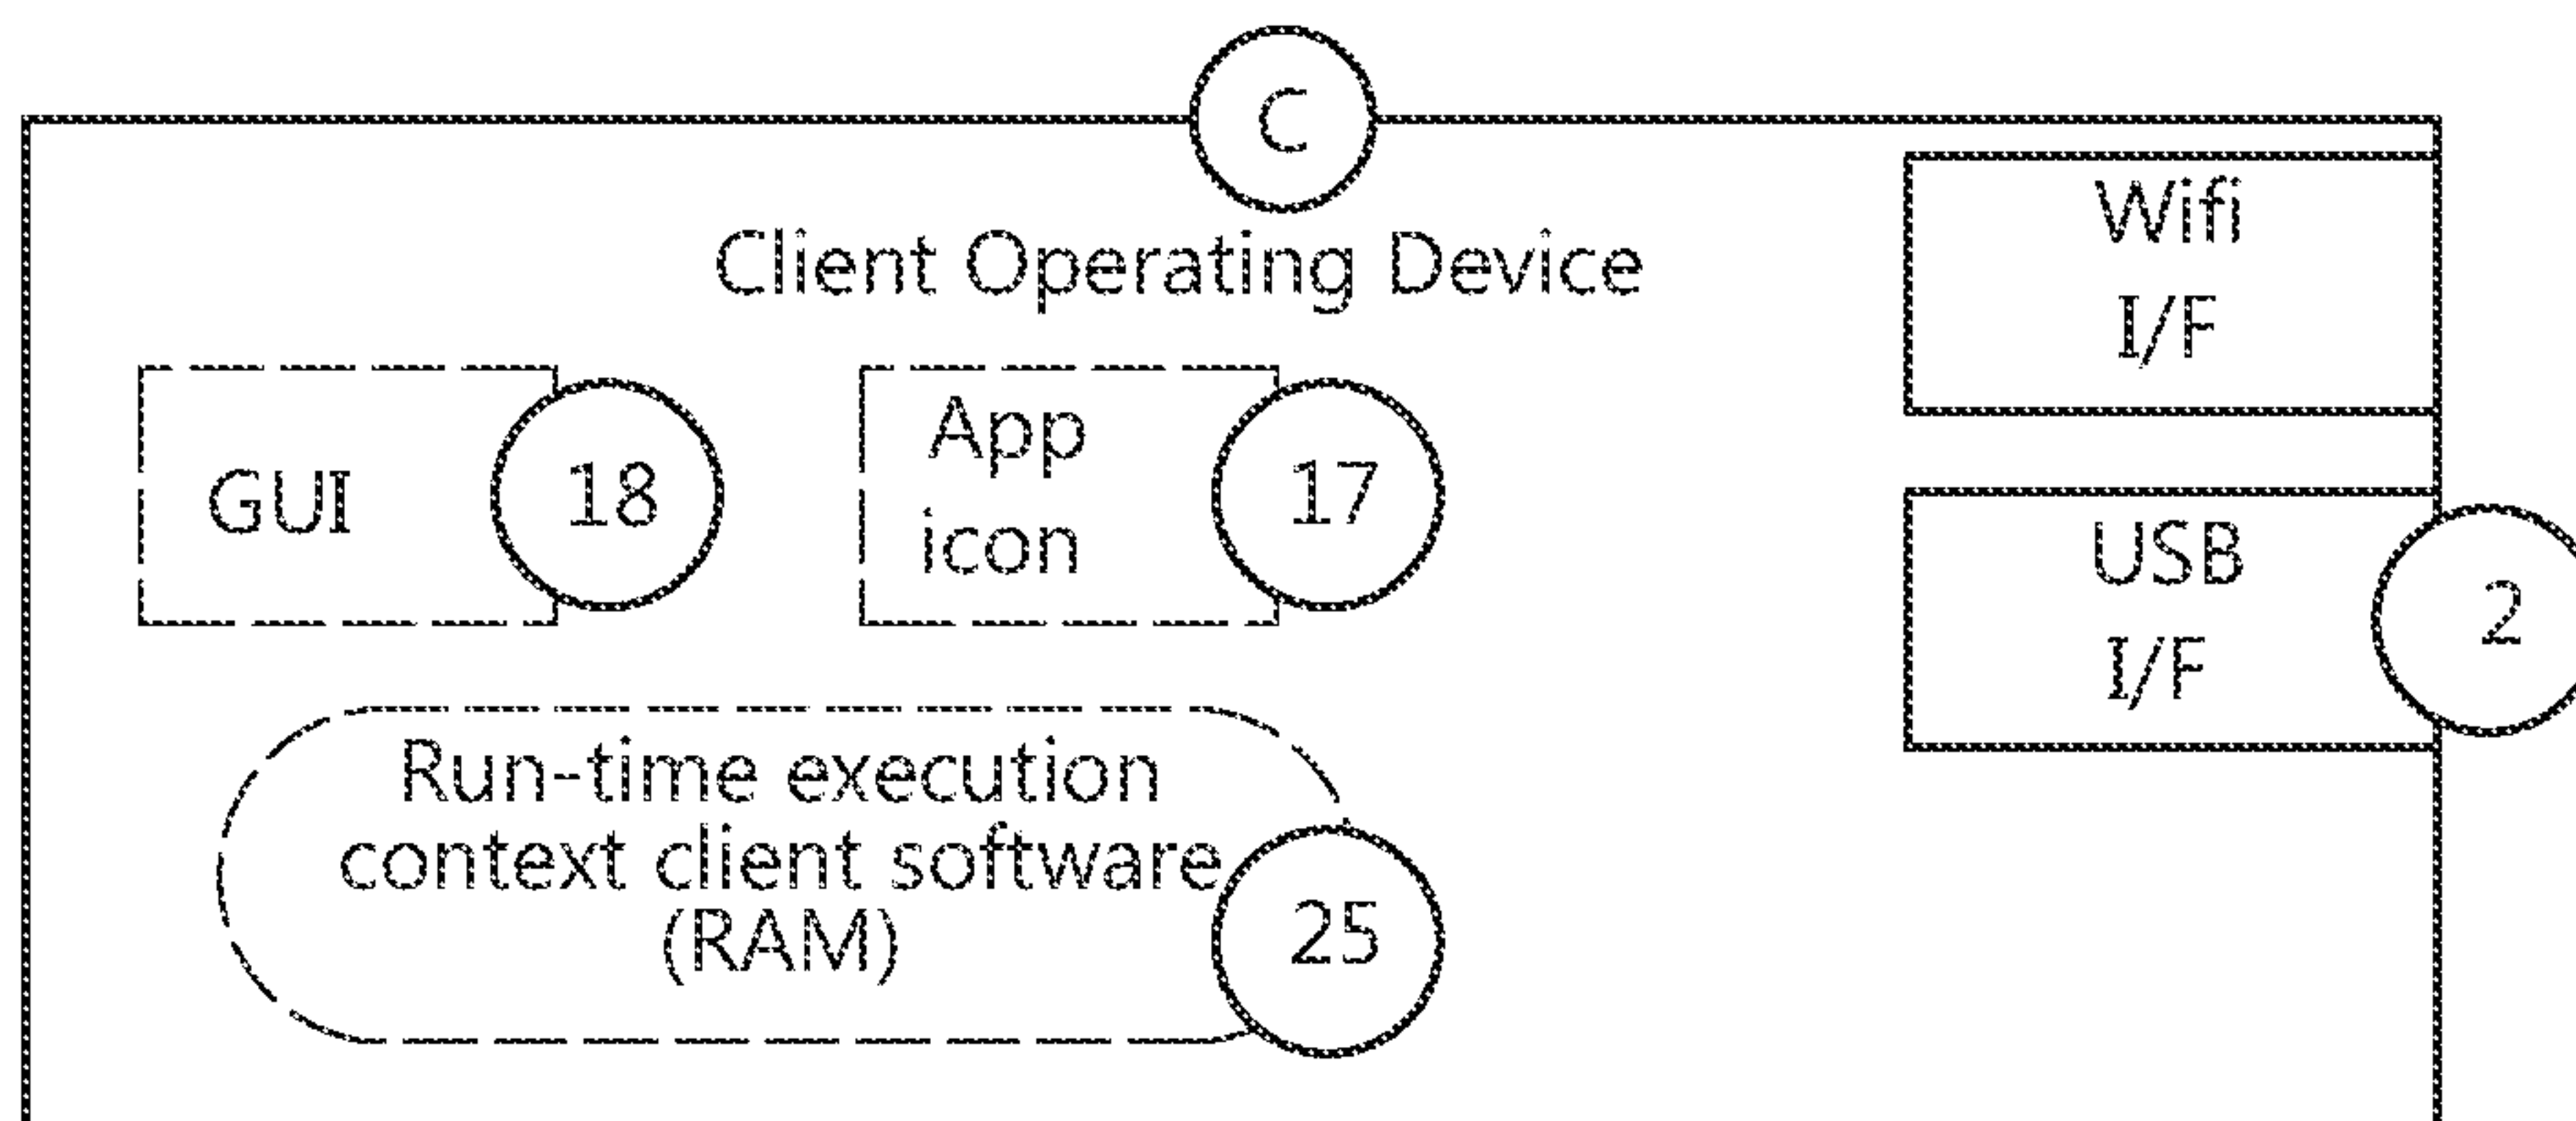 C
Client Operating Device
Wifi
I/F
GUI
18
App
icon
17
USB
I/F
2
Run-time execution
context client software
(RAM)
25